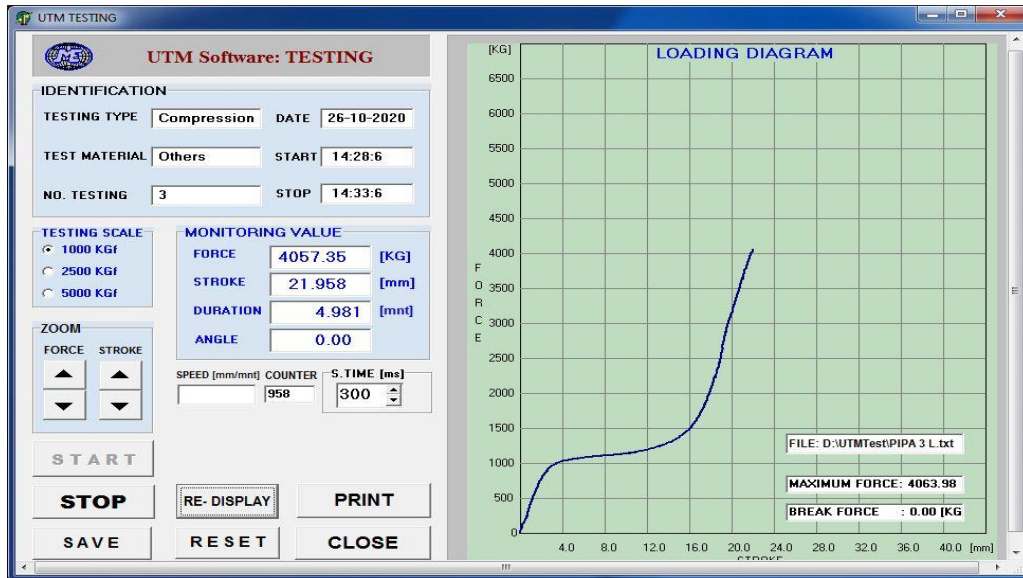 UTM TESTING
UTM Software: TESTING
IDENTIFICATION
TESTING TYPE Compression DATE 26-10-2020
TEST MATERIAL Others START 14:28:6
NO. TESTING 3 STOP 14:33:6
TESTING SCALE
1000 KGf
2500 KGf
5000 KGf
MONITORING VALUE
FORCE 4057.35 [KG]
STROKE 21.958 [mm]
DURATION 4.981 [mnt]
ANGLE 0.00
ZOOM
FORCE STROKE
SPEED [mm/mnt] COUNTER S.TIME [ms]
958 300
START
STOP RE- DISPLAY PRINT
SAVE RESET CLOSE
LOADING DIAGRAM
[KG]
6500
6000
5500
5000
4500
4000
3500
3000
2500
2000
1500
1000
500
0
FORCE
FILE: D:\UTMTest\PIPA 3 L.txt
MAXIMUM FORCE: 4063.98
BREAK FORCE : 0.00 [KG
4.0 8.0 12.0 16.0 20.0 24.0 28.0 32.0 36.0 40.0 [mm]
STROKE